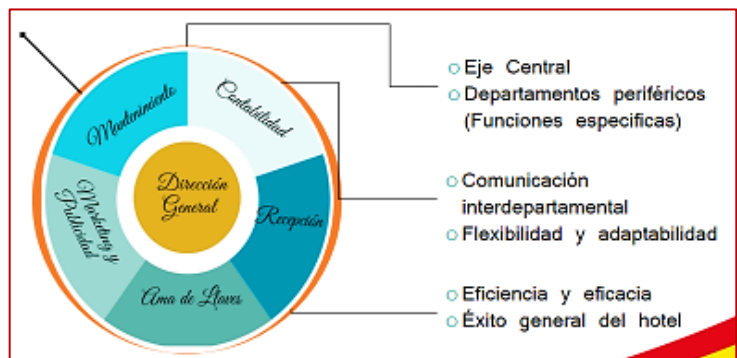 Mantenimiento
Contabilidad
Dirección
General
Marketing y
Publicidad
Recepción
Ama de Llaves
Eje Central
Departamentos periféricos
(Funciones especificas)
Comunicación
interdepartamental
Flexibilidad y adaptabilidad
Eficiencia y eficacia
Éxito general del hotel